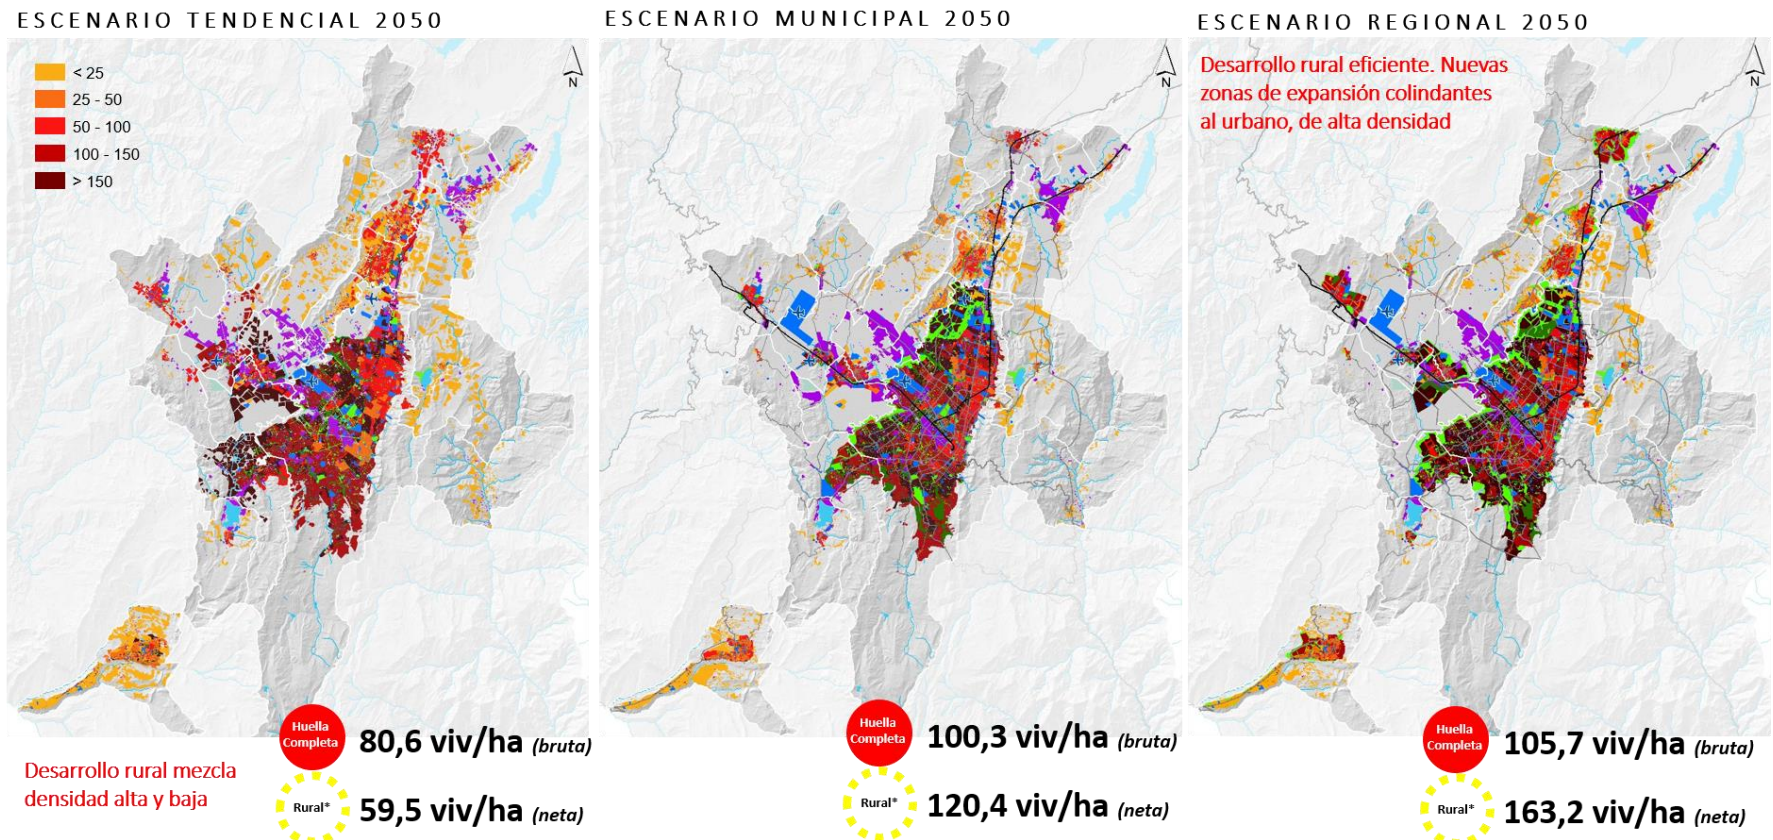 ESCENARIO TENDENCIAL 2050
< 25
25 - 50
50 - 100
100 - 150
> 150
N
Desarrollo rural mezcla
densidad alta y baja
Huella
Completa
80,6 viv/ha (bruta)
Rural*
59,5 viv/ha (neta)
ESCENARIO MUNICIPAL 2050
N
Huella
Completa
100,3 viv/ha (bruta)
Rural*
120,4 viv/ha (neta)
ESCENARIO REGIONAL 2050
Desarrollo rural eficiente. Nuevas
zonas de expansión colindantes
al urbano, de alta densidad
N
Huella
Completa
105,7 viv/ha (bruta)
Rural*
163,2 viv/ha (neta)